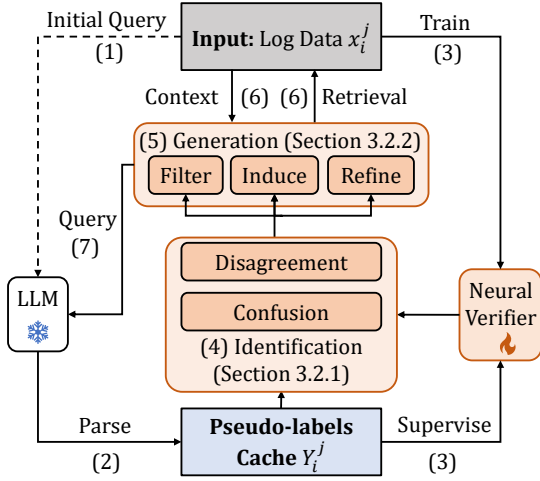 Initial Query
(1)
Input: Log Data x_i^j
Train
(3)
Context
(6)
(6)
Retrieval
(5) Generation (Section 3.2.2)
Filter
Induce
Refine
Query
(7)
Disagreement
Confusion
(4) Identification
(Section 3.2.1)
LLM
Neural
Verifier
Parse
(2)
Pseudo-labels
Cache Y_i^j
Supervise
(3)